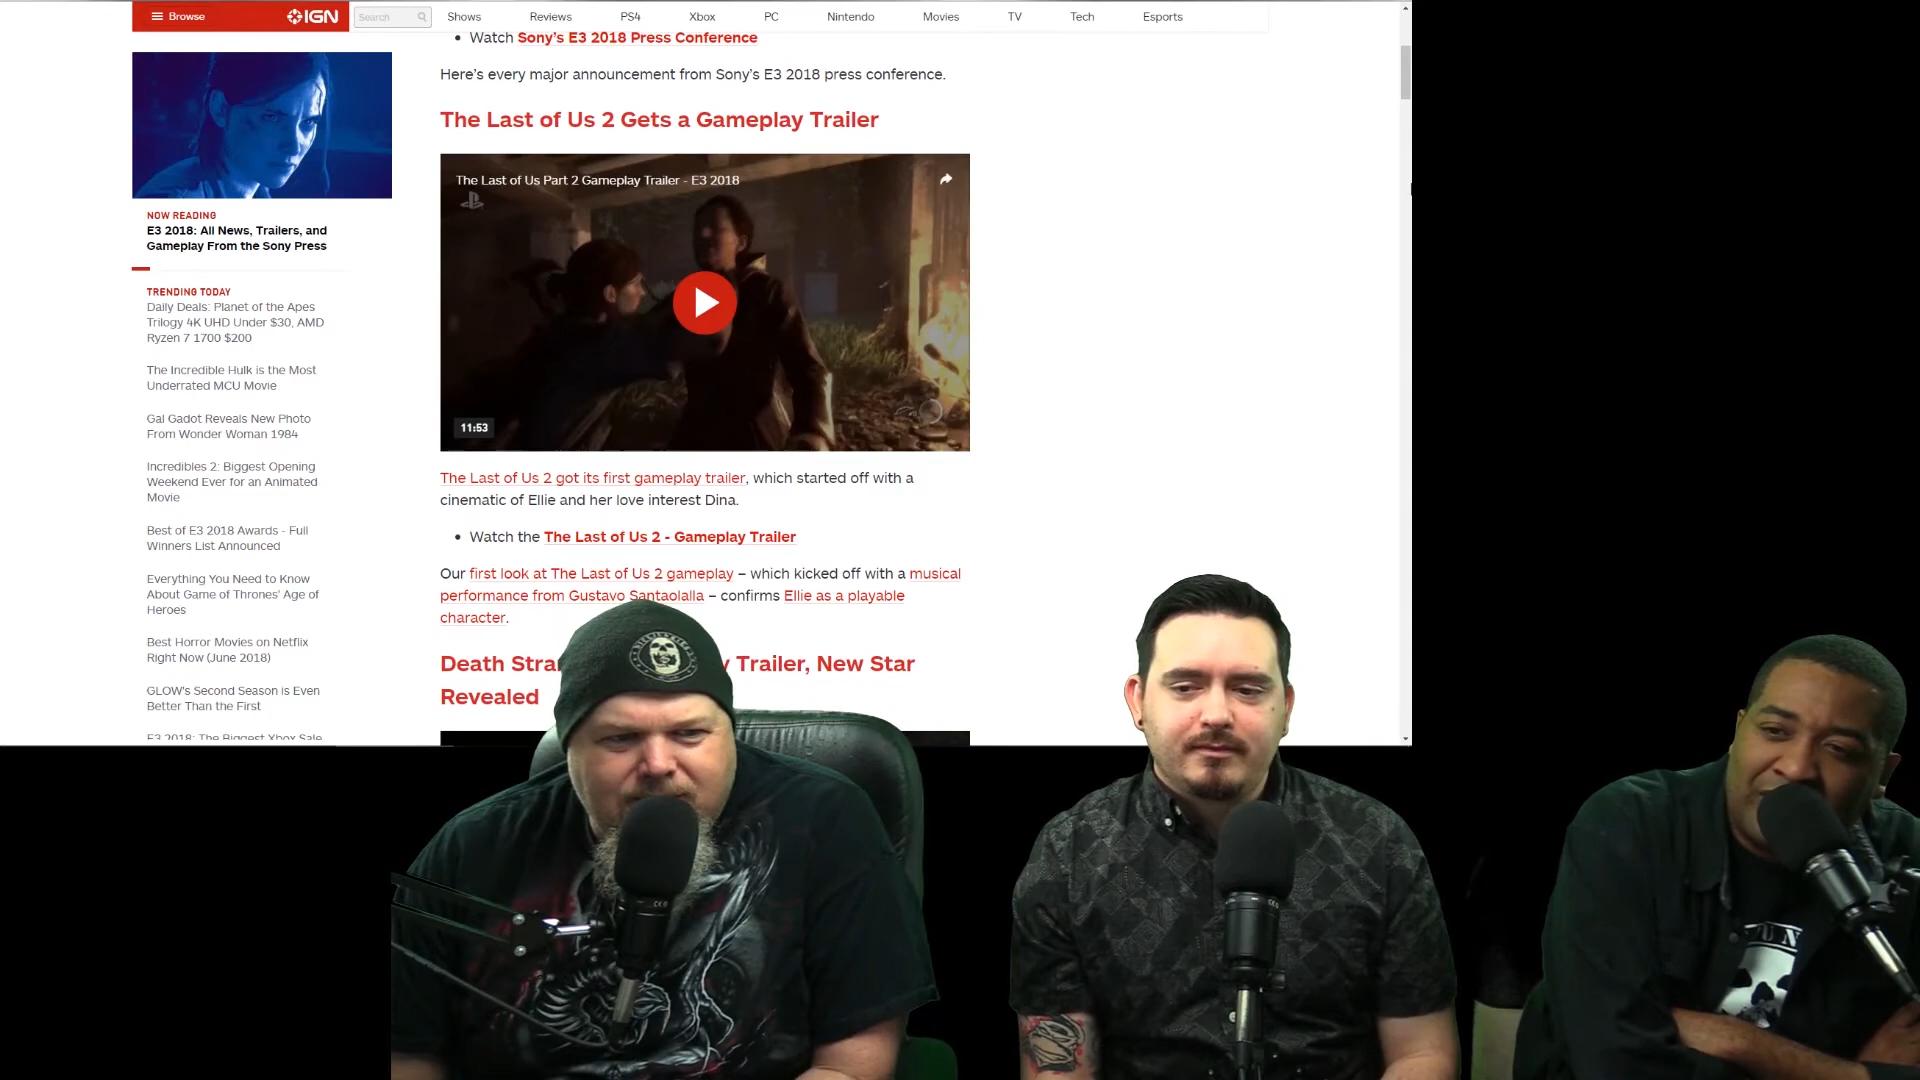 Browse
IGN
Search
Shows
Reviews
PS4
Xbox
PC
Nintendo
Movies
TV
Tech
Esports
• Watch Sony's E3 2018 Press Conference
Here's every major announcement from Sony's E3 2018 press conference.
The Last of Us 2 Gets a Gameplay Trailer
The Last of Us Part 2 Gameplay Trailer - E3 2018
11:53
The Last of Us 2 got its first gameplay trailer, which started off with a
cinematic of Ellie and her love interest Dina.
• Watch the The Last of Us 2 - Gameplay Trailer
Our first look at The Last of Us 2 gameplay – which kicked off with a musical
performance from Gustavo Santaolalla – confirms Ellie as a playable
character.
Death Stra y Trailer, New Star
Revealed
NOW READING
E3 2018: All News, Trailers, and
Gameplay From the Sony Press
TRENDING TODAY
Daily Deals: Planet of the Apes
Trilogy 4K UHD Under $30, AMD
Ryzen 7 1700 $200
The Incredible Hulk is the Most
Underrated MCU Movie
Gal Gadot Reveals New Photo
From Wonder Woman 1984
Incredibles 2: Biggest Opening
Weekend Ever for an Animated
Movie
Best of E3 2018 Awards - Full
Winners List Announced
Everything You Need to Know
About Game of Thrones' Age of
Heroes
Best Horror Movies on Netflix
Right Now (June 2018)
GLOW's Second Season is Even
Better Than the First
E3 2018: The Biggest Xbox Sale